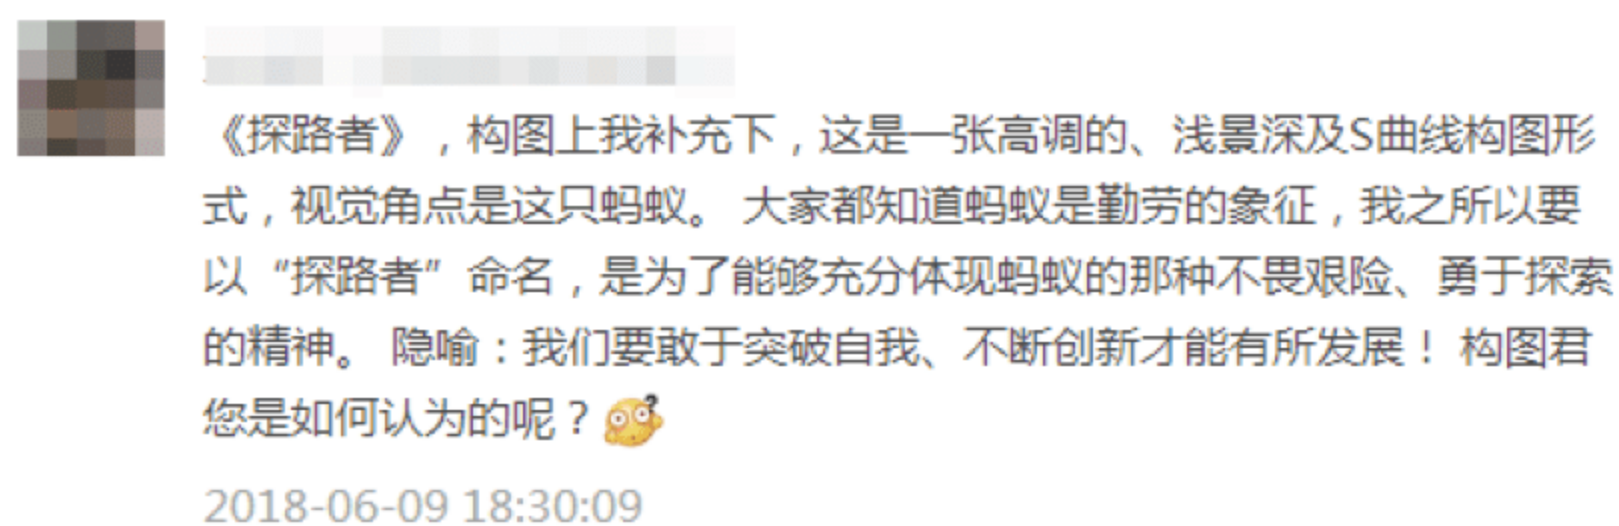 《探路者》，构图上我补充下，这是一张高调的、浅景深及S曲线构图形
式，视觉角点是这只蚂蚁。 大家都知道蚂蚁是勤劳的象征，我之所以要
以“探路者”命名，是为了能够充分体现蚂蚁的那种不畏艰险、勇于探索
的精神。 隐喻：我们要敢于突破自我、不断创新才能有所发展！ 构图君
您是如何认为的呢？
2018-06-09 18:30:09